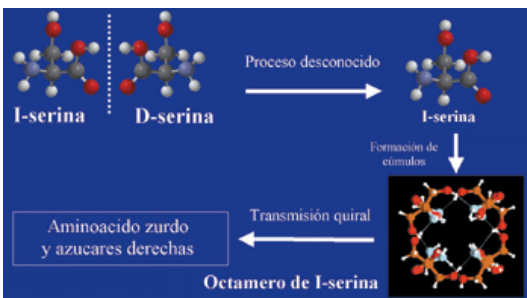 I-serina
D-serina
Proceso desconocido
I-serina
Formación de
cúmulos
Octamero de I-serina
Transmisión quiral
Aminoacido zurdo
y azucares derechas